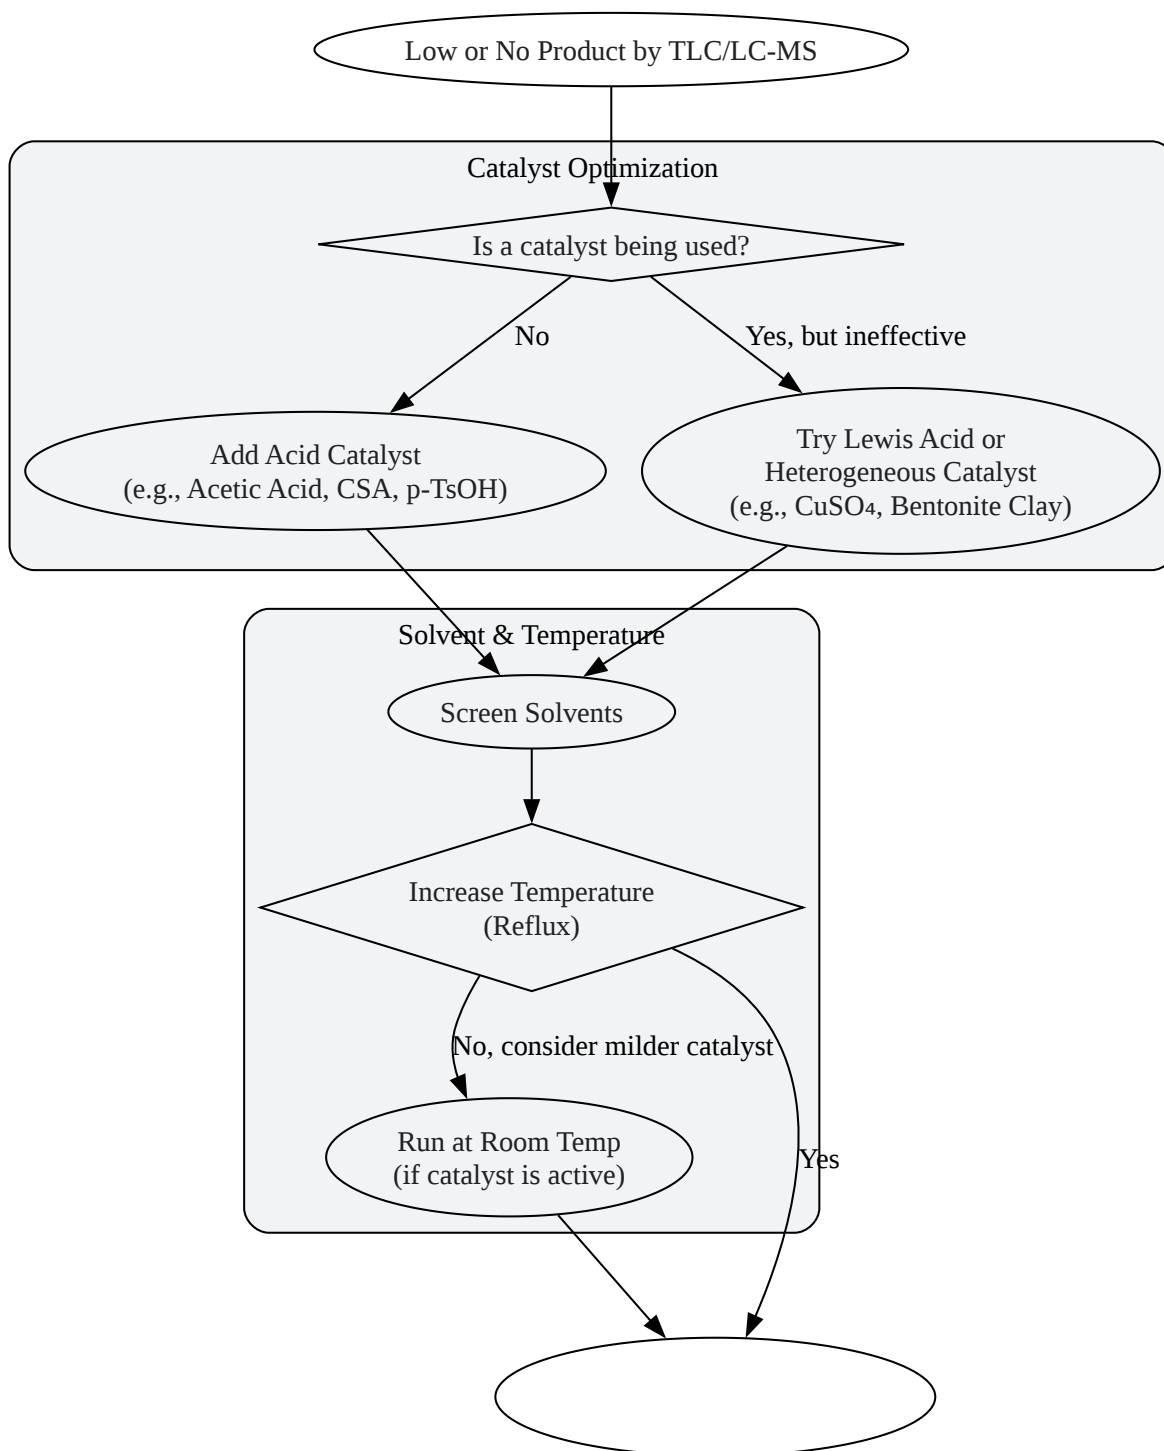 Low or No Product by TLC/LC-MS
Catalyst Optimization
Is a catalyst being used?
No
Yes, but ineffective
Add Acid Catalyst
(e.g., Acetic Acid, CSA, p-TsOH)
Try Lewis Acid or
Heterogeneous Catalyst
(e.g., CuSO₄, Bentonite Clay)
Solvent & Temperature
Screen Solvents
Increase Temperature
(Reflux)
No, consider milder catalyst
Run at Room Temp
(if catalyst is active)
Yes